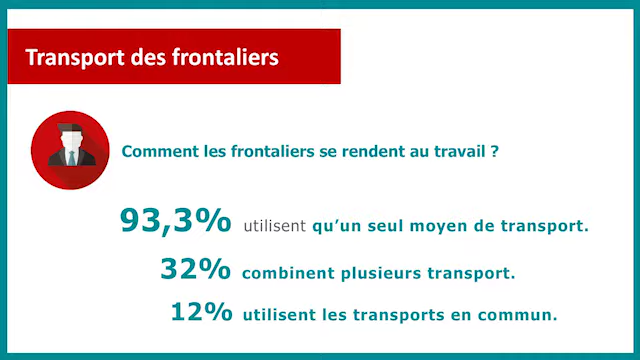 Transport des frontaliers
Comment les frontaliers se rendent au travail ?
93,3% utilisent qu’un seul moyen de transport.
32% combinent plusieurs transport.
12% utilisent les transports en commun.